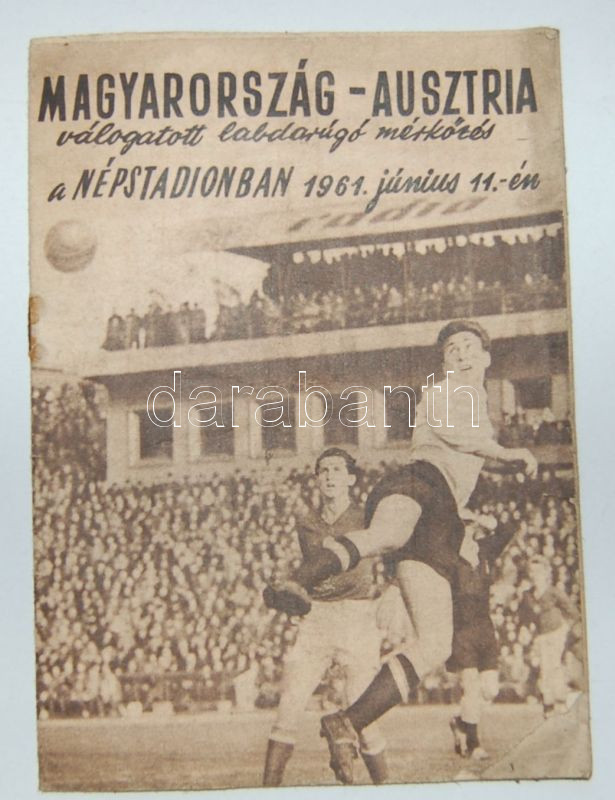 MAGYARORSZÁG - AUSZTRIA
válogatott labdarúgó mérkőzés
a NÉPSTADIONBAN 1961. június 11.-én
darabanth